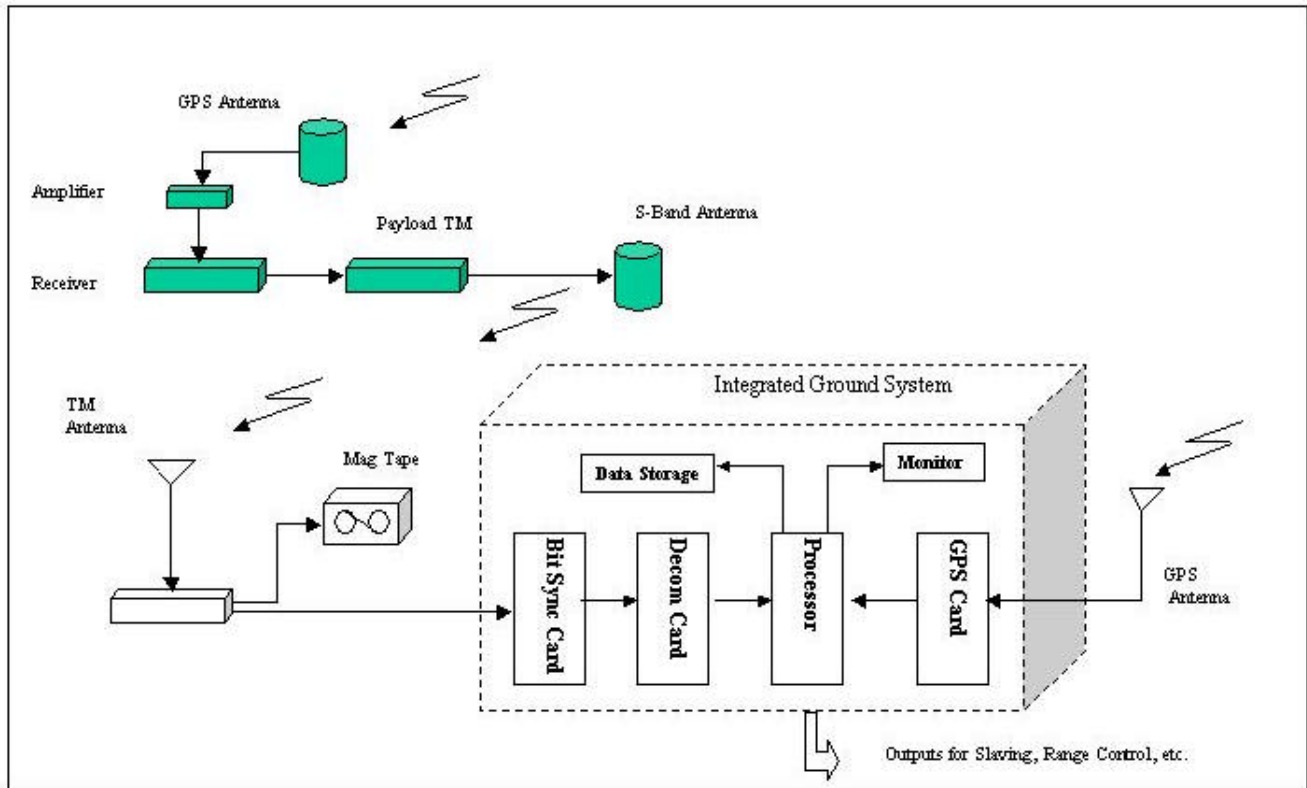 GPS Antenna
Amplifier
Payload TM
S-Band Antenna
Receiver
Integrated Ground System
TM
Antenna
Mag Tape
Data Storage
Monitor
Bit Sync Card
Decom Card
Processor
GPS Card
GPS
Antenna
Outputs for Slaving, Range Control, etc.